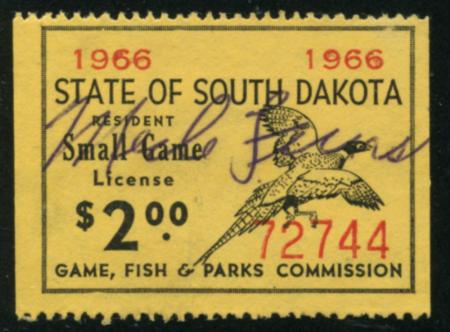 1966 1966
STATE OF SOUTH DAKOTA
RESIDENT
Small Game
License
$2.00
72744
GAME, FISH & PARKS COMMISSION